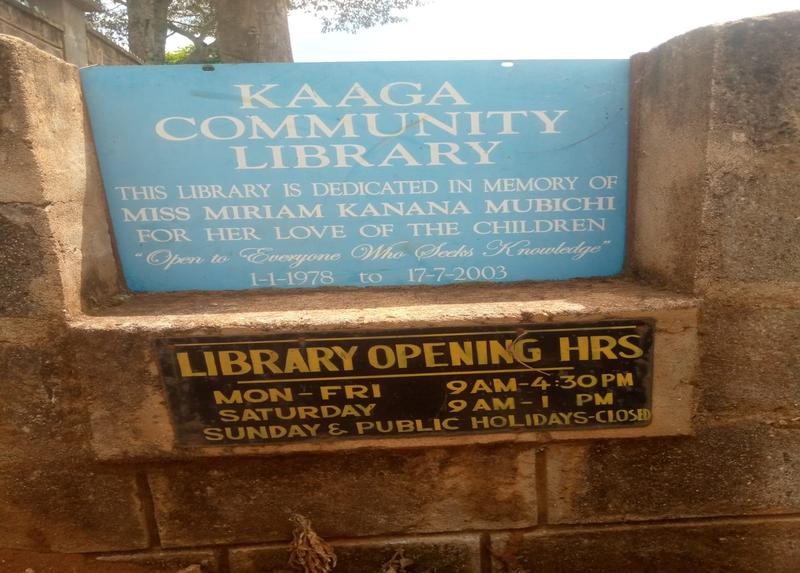 KAAGA
COMMUNITY
LIBRARY
THIS LIBRARY IS DEDICATED IN MEMORY OF
MISS MIRIAM KANANA MUBICHI
FOR HER LOVE OF THE CHILDREN
"Open to Everyone Who Seeks Knowledge"
1-1-1978 to 17-7-2003
LIBRARY OPENING HRS
MON-FRI 9AM-4:30PM
SATURDAY 9AM-1 PM
SUNDAY & PUBLIC HOLIDAYS-CLOSED